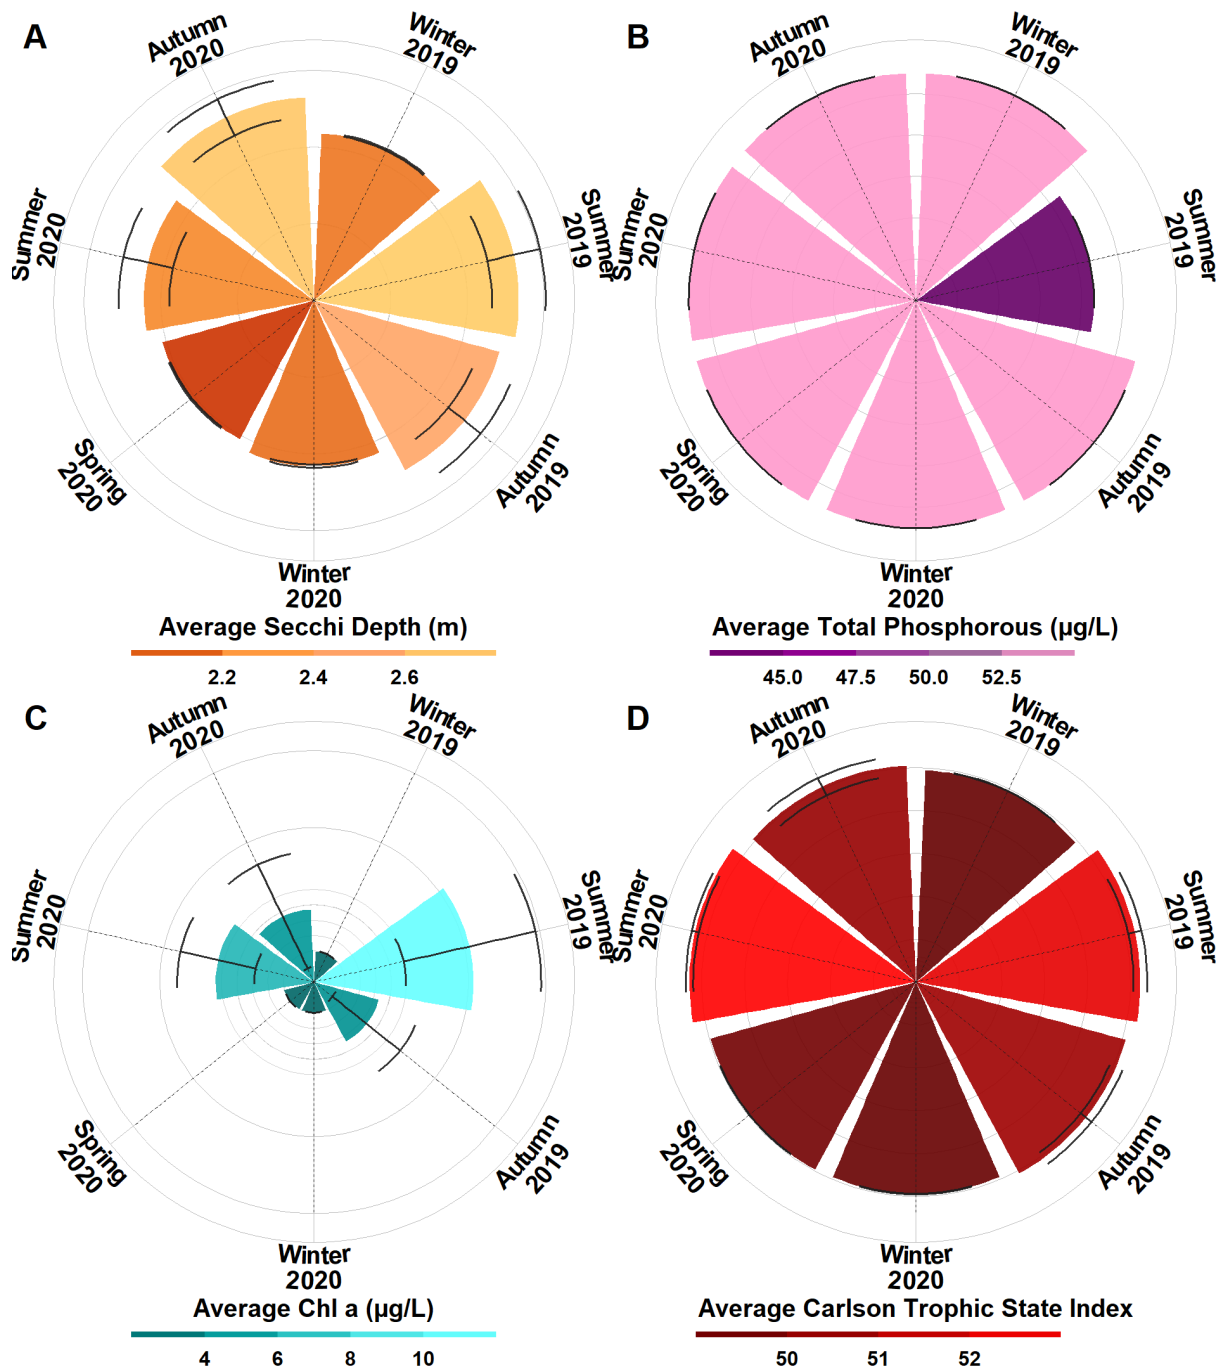 A
Autumn
2020
Winter
2019
Summer
2019
Autumn
2019
Winter
2020
Spring
2020
Summer
2020
Average Secchi Depth (m)
2.2 2.4 2.6
B
Autumn
2020
Winter
2019
Summer
2019
Autumn
2019
Winter
2020
Spring
2020
Summer
2020
Average Total Phosphorous (µg/L)
45.0 47.5 50.0 52.5
C
Autumn
2020
Winter
2019
Summer
2019
Autumn
2019
Winter
2020
Spring
2020
Summer
2020
Average Chl a (µg/L)
4 6 8 10
D
Autumn
2020
Winter
2019
Summer
2019
Autumn
2019
Winter
2020
Spring
2020
Summer
2020
Average Carlson Trophic State Index
50 51 52